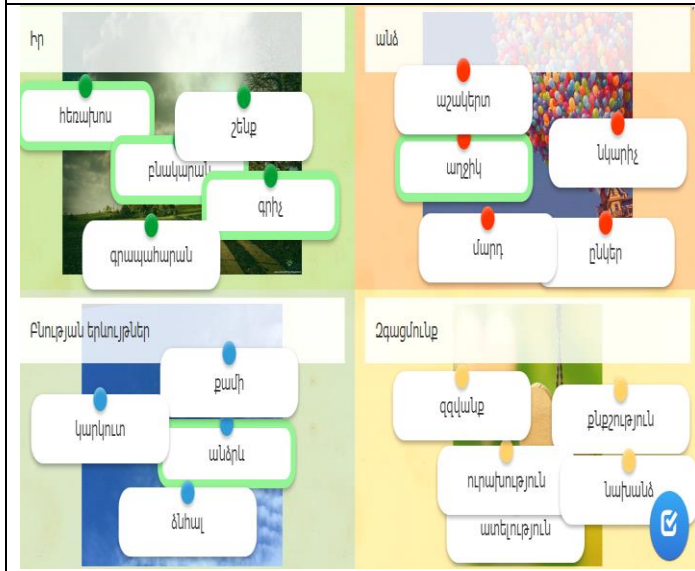 Իր
հեռախոս
շենք
բնակարան
գրիչ
գրապահարան
անձ
աշակերտ
նկարիչ
աղջիկ
մարդ
ընկեր
Բնության երևույթներ
քամի
կարկուտ
անձրև
ձնհալ
Զգացմունք
զզվանք
քնքշություն
ուրախություն
նախանձ
ատելություն